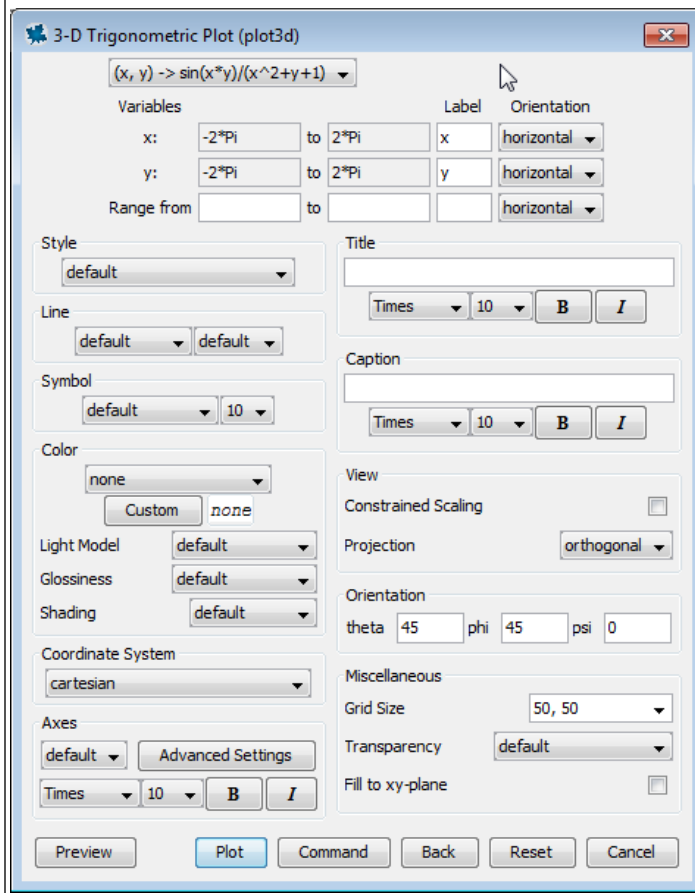 3-D Trigonometric Plot (plot3d)
(x, y) -> sin(x*y)/(x^2+y+1)
Variables Label Orientation
x: -2*Pi to 2*Pi x horizontal
y: -2*Pi to 2*Pi y horizontal
Range from to horizontal
Style
default
Line
default default
Symbol
default 10
Color
none
Custom none
Light Model default
Glossiness default
Shading default
Coordinate System
cartesian
Axes
default Advanced Settings
Times 10 B I
Title
Times 10 B I
Caption
Times 10 B I
View
Constrained Scaling
Projection orthogonal
Orientation
theta 45 phi 45 psi 0
Miscellaneous
Grid Size 50, 50
Transparency default
Fill to xy-plane
Preview Plot Command Back Reset Cancel